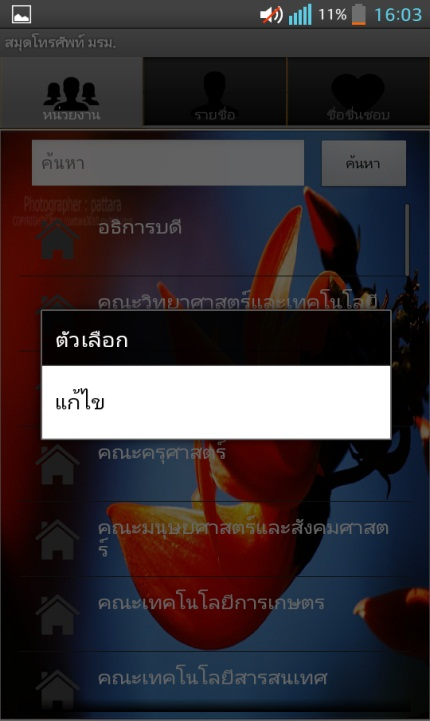 11% 16:03
สมุดโทรศัพท์ มรม.
หน่วยงาน รายชื่อ ชื่อชื่นชอบ
ค้นหา ค้นหา
Photographer : pattara
อธิการบดี
คณะวิทยาศาสตร์และเทคโนโลยี
ตัวเลือก
แก้ไข
คณะครุศาสตร์
คณะมนุษยศาสตร์และสังคมศาสต
ร์
คณะเทคโนโลยีการเกษตร
คณะเทคโนโลยีสารสนเทศ